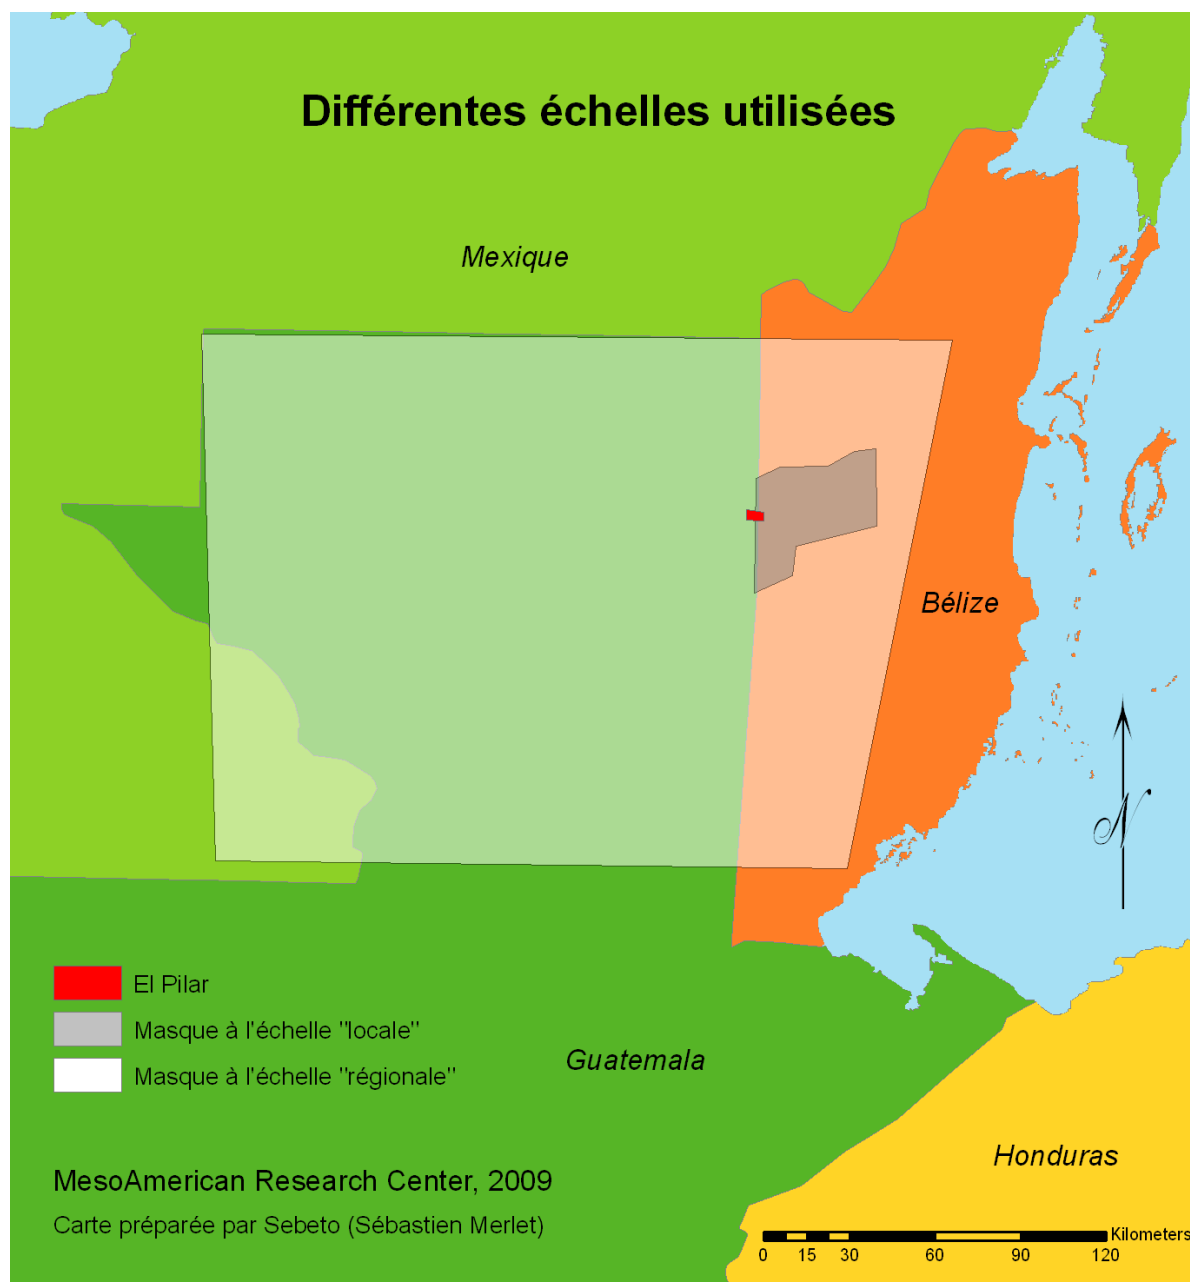 Différentes échelles utilisées
Mexique
Bélize
N
El Pilar
Masque à l'échelle "locale"
Masque à l'échelle "régionale"
Guatemala
Honduras
MesoAmerican Research Center, 2009
Carte préparée par Sebeto (Sébastien Merlet)
Kilometers
0 15 30 60 90 120